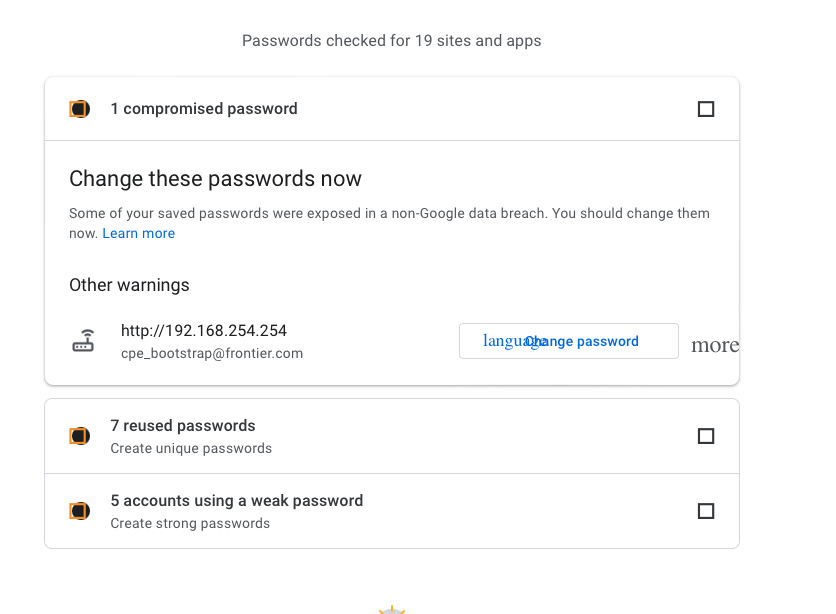 Passwords checked for 19 sites and apps
1 compromised password
Change these passwords now
Some of your saved passwords were exposed in a non-Google data breach. You should change them
now. Learn more
Other warnings
http://192.168.254.254
cpe_bootstrap@frontier.com
language Change password
more
7 reused passwords
Create unique passwords
5 accounts using a weak password
Create strong passwords